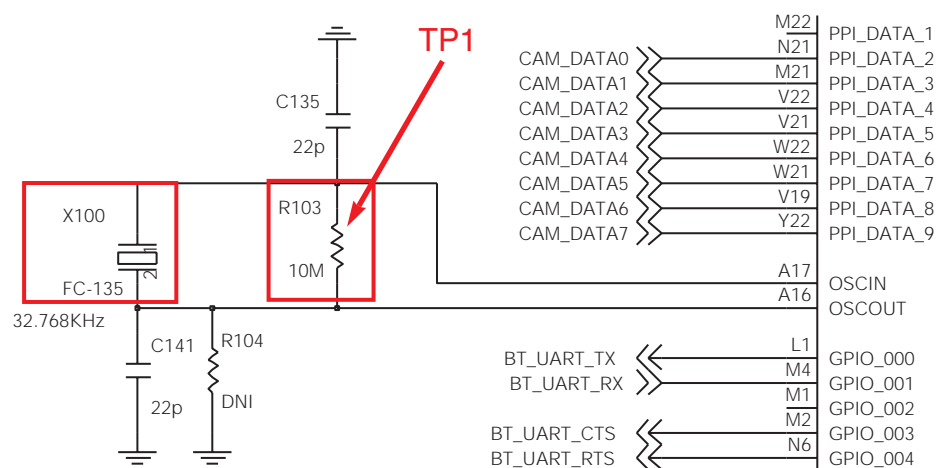 TP1
C135
22p
X100
2
1
FC-135
32.768KHz
R103
10M
C141
22p
R104
DNI
M22 PPI_DATA_1
CAM_DATA0 N21 PPI_DATA_2
CAM_DATA1 M21 PPI_DATA_3
CAM_DATA2 V22 PPI_DATA_4
CAM_DATA3 V21 PPI_DATA_5
CAM_DATA4 W22 PPI_DATA_6
CAM_DATA5 W21 PPI_DATA_7
CAM_DATA6 V19 PPI_DATA_8
CAM_DATA7 Y22 PPI_DATA_9
A17 OSCIN
A16 OSCOUT
BT_UART_TX L1 GPIO_000
BT_UART_RX M4 GPIO_001
M1 GPIO_002
BT_UART_CTS M2 GPIO_003
BT_UART_RTS N6 GPIO_004